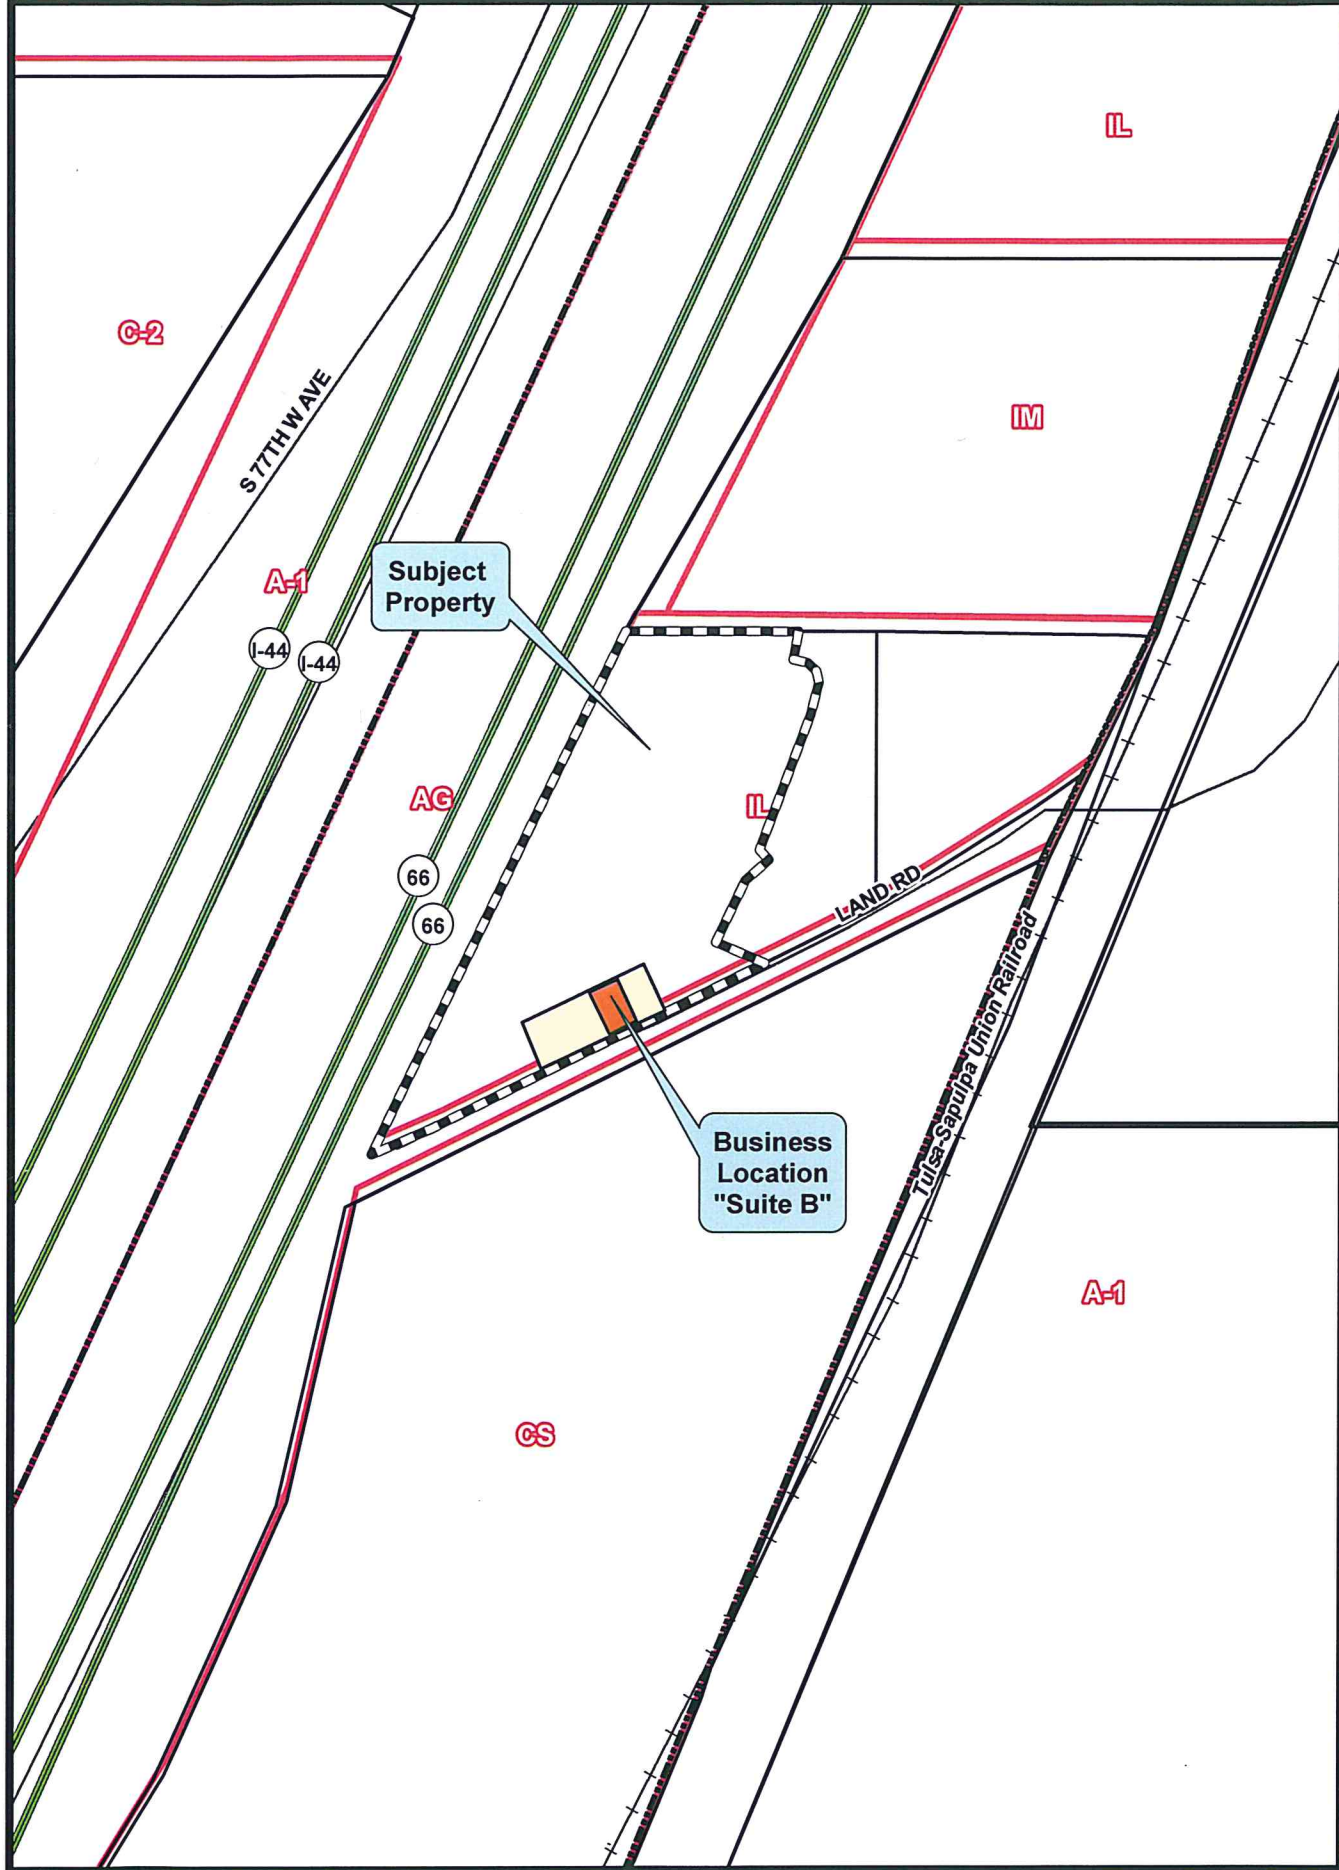 IL
C-2
S 77TH W AVE
IM
Subject
Property
A-1
I-44
I-44
AG
IL
66
66
LAND RD
Tulsa-Sapulpa Union Railroad
Business
Location
"Suite B"
A-1
CS